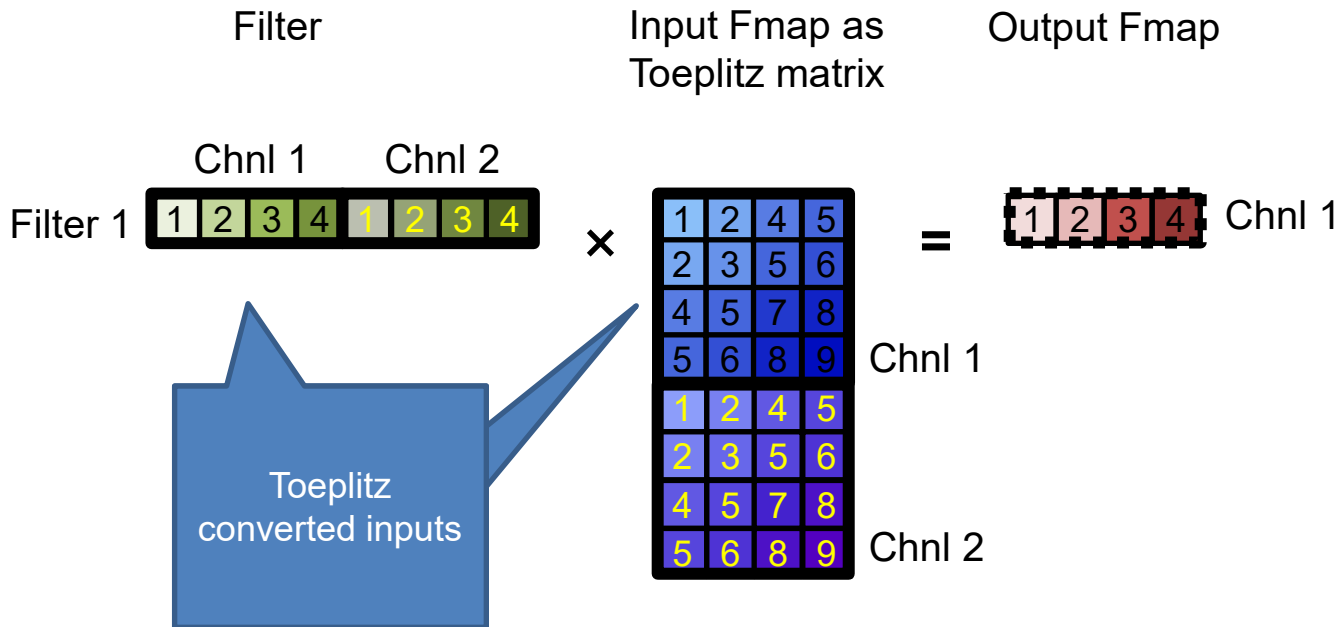 Filter
Input Fmap as
Toeplitz matrix
Output Fmap
Chnl 1 Chnl 2
Filter 1
1 2 3 4 1 2 3 4
×
1 2 4 5
2 3 5 6
4 5 7 8
5 6 8 9
Chnl 1
1 2 4 5
2 3 5 6
4 5 7 8
5 6 8 9
Chnl 2
=
1 2 3 4
Chnl 1
Toeplitz
converted inputs